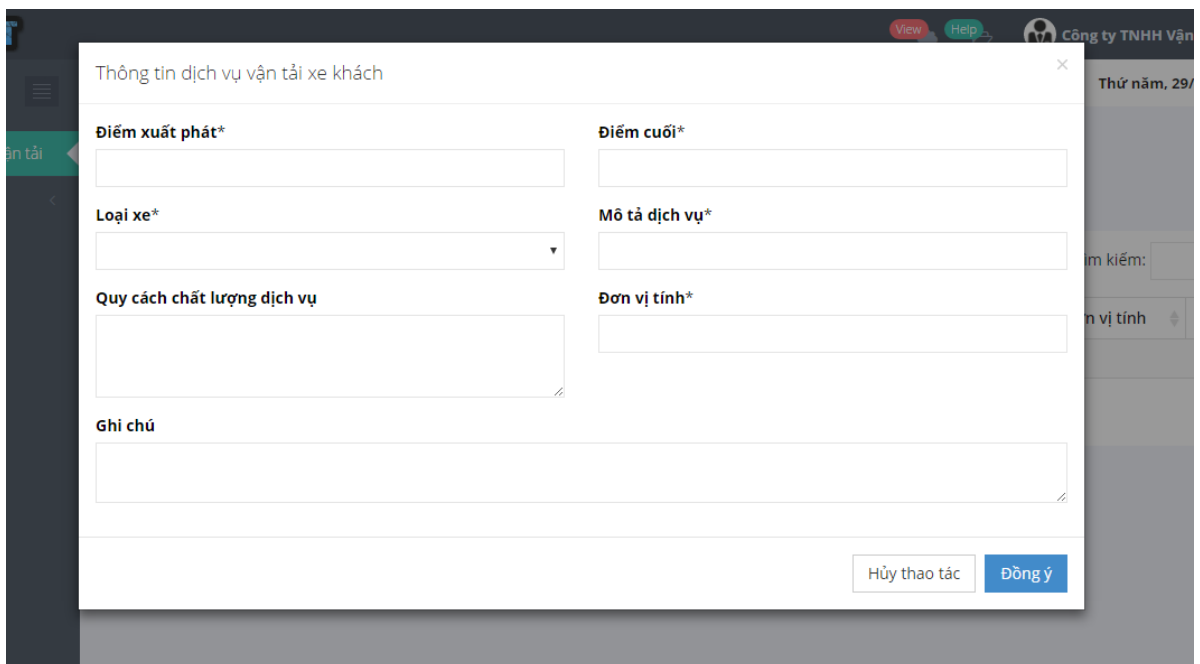 View Help
Công ty TNHH Vận
Thông tin dịch vụ vận tải xe khách ×
Thứ năm, 29/
Điểm xuất phát* Điểm cuối*
ận tải
Loại xe* Mô tả dịch vụ*
ìm kiếm:
Quy cách chất lượng dịch vụ Đơn vị tính*
n vị tính
Ghi chú
Hủy thao tác Đồng ý